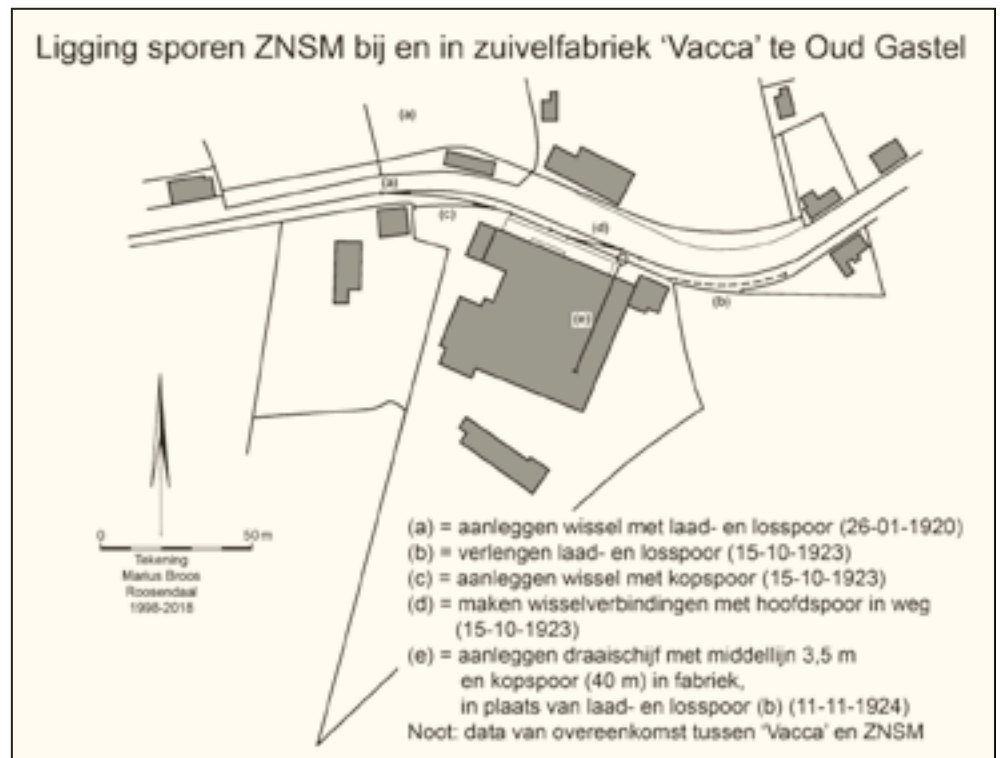 Ligging sporen ZNSM bij en in zuivelfabriek 'Vacca' te Oud Gastel
(a)
(a)
(c)
(d)
(b)
(e)
0 50 m
Tekening:
Marius Broos
Roosendaal
1998-2018
(a) = aanleggen wissel met laad- en losspoor (26-01-1920)
(b) = verlengen laad- en losspoor (15-10-1923)
(c) = aanleggen wissel met kopspoor (15-10-1923)
(d) = maken wisselverbindingen met hoofdspoor in weg
(15-10-1923)
(e) = aanleggen draaischijf met middellijn 3,5 m
en kopspoor (40 m) in fabriek,
in plaats van laad- en losspoor (b) (11-11-1924)
Noot: data van overeenkomst tussen 'Vacca' en ZNSM